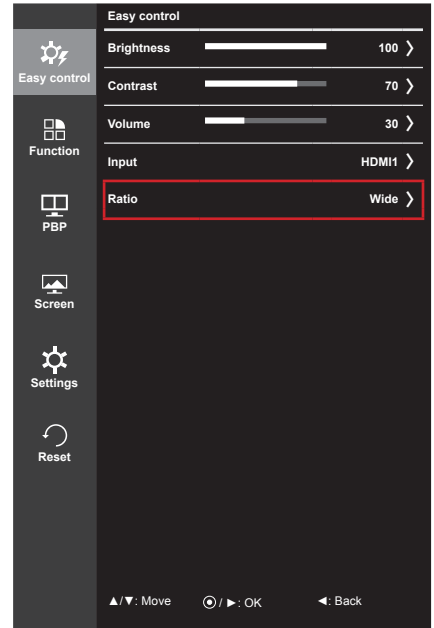 Easy control
Easy control
Function
PBP
Screen
Settings
Reset
Brightness 100
Contrast 70
Volume 30
Input HDMI1
Ratio Wide
▲/▼: Move ◉/ ►: OK ◄: Back